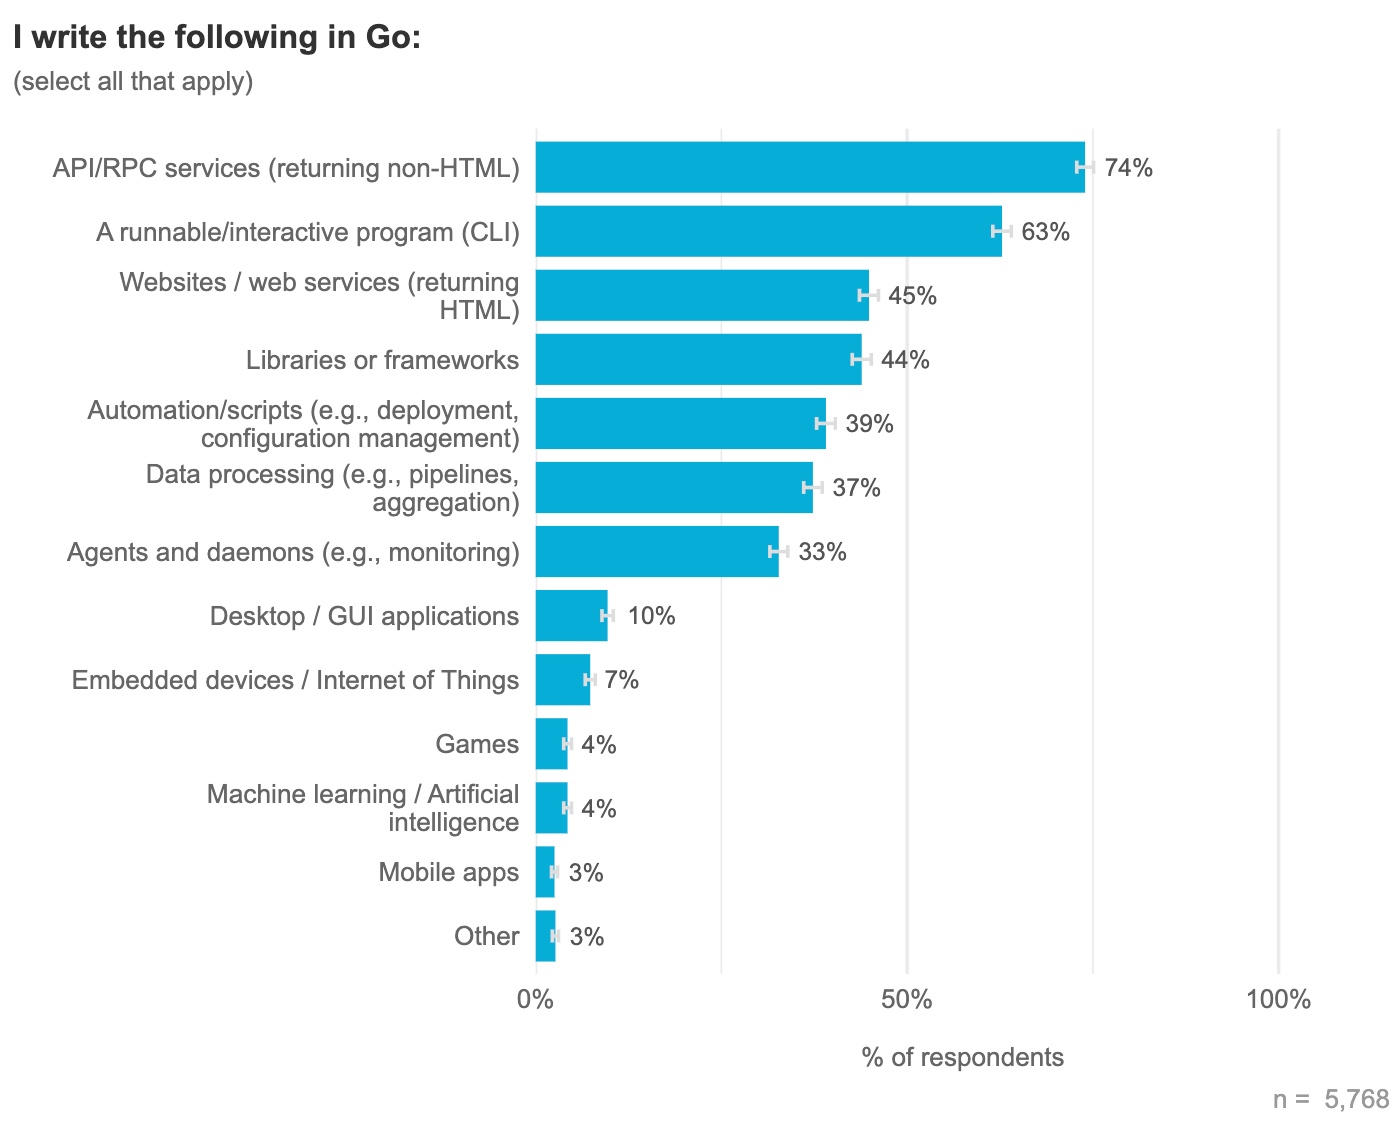 I write the following in Go:
(select all that apply)
API/RPC services (returning non-HTML)
74%
A runnable/interactive program (CLI)
63%
Websites / web services (returning
HTML)
45%
Libraries or frameworks
44%
Automation/scripts (e.g., deployment,
configuration management)
39%
Data processing (e.g., pipelines,
aggregation)
37%
Agents and daemons (e.g., monitoring)
33%
Desktop / GUI applications
10%
Embedded devices / Internet of Things
7%
Games
4%
Machine learning / Artificial
intelligence
4%
Mobile apps
3%
Other
3%
0%
50%
100%
% of respondents
n = 5,768